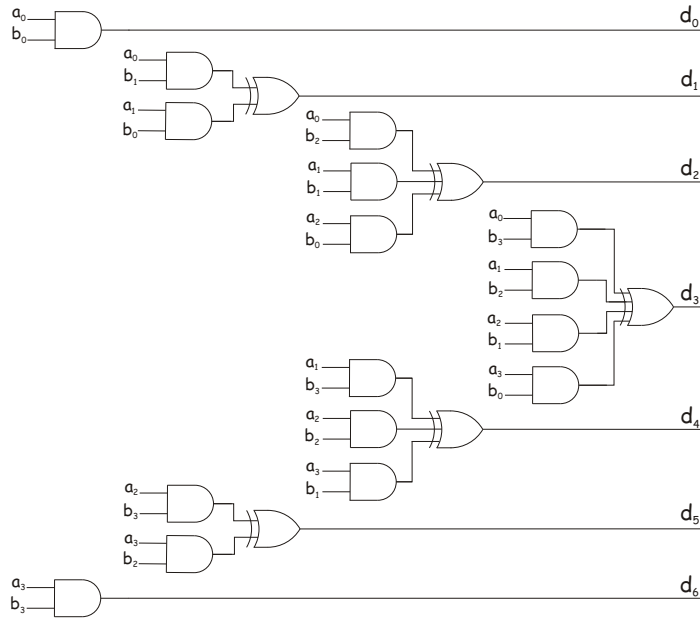 a₀ d₀
b₀
a₀
b₁
a₁ d₁
b₀
a₀
b₂
a₁ d₂
b₁
a₂
b₀
a₀
b₃
a₁
b₂
d₃
a₂
b₁
a₃
b₀
a₁
b₃
a₂ d₄
b₂
a₃
b₁
a₂
b₃
d₅
a₃
b₂
a₃ d₆
b₃